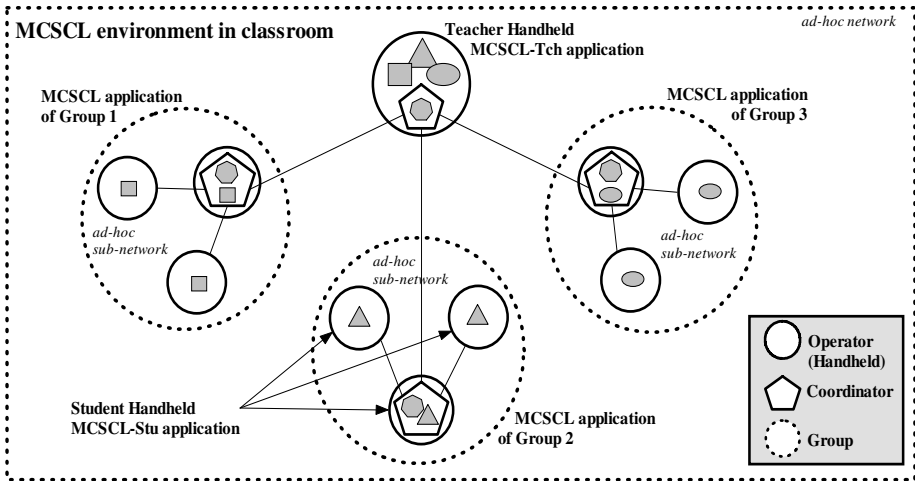 MCSCL environment in classroom
ad-hoc network
Teacher Handheld
MCSCL-Tch application
MCSCL application
of Group 1
MCSCL application
of Group 3
ad-hoc
sub-network
ad-hoc
sub-network
ad-hoc
sub-network
Student Handheld
MCSCL-Stu application
MCSCL application
of Group 2
Operator
(Handheld)
Coordinator
Group